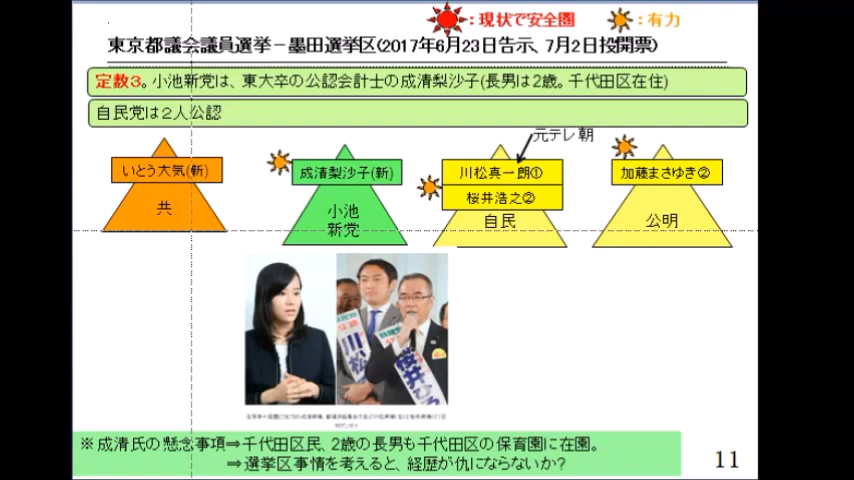 :現状で安全圏
:有力
東京都議会議員選挙－墨田選挙区(2017年6月23日告示、7月2日投開票)
定数3。小池新党は、東大卒の公認会計士の成清梨沙子(長男は2歳。千代田区在住)
自民党は2人公認
元テレ朝
いとう大気(新)
共
成清梨沙子(新)
小池
新党
川松真一朗①
桜井浩之②
自民
加藤まさゆき②
公明
川松
桜井ひろ
※成清氏の懸念事項⇒千代田区民、2歳の長男も千代田区の保育園に在園。
⇒選挙区事情を考えると、経歴が仇にならないか?
11